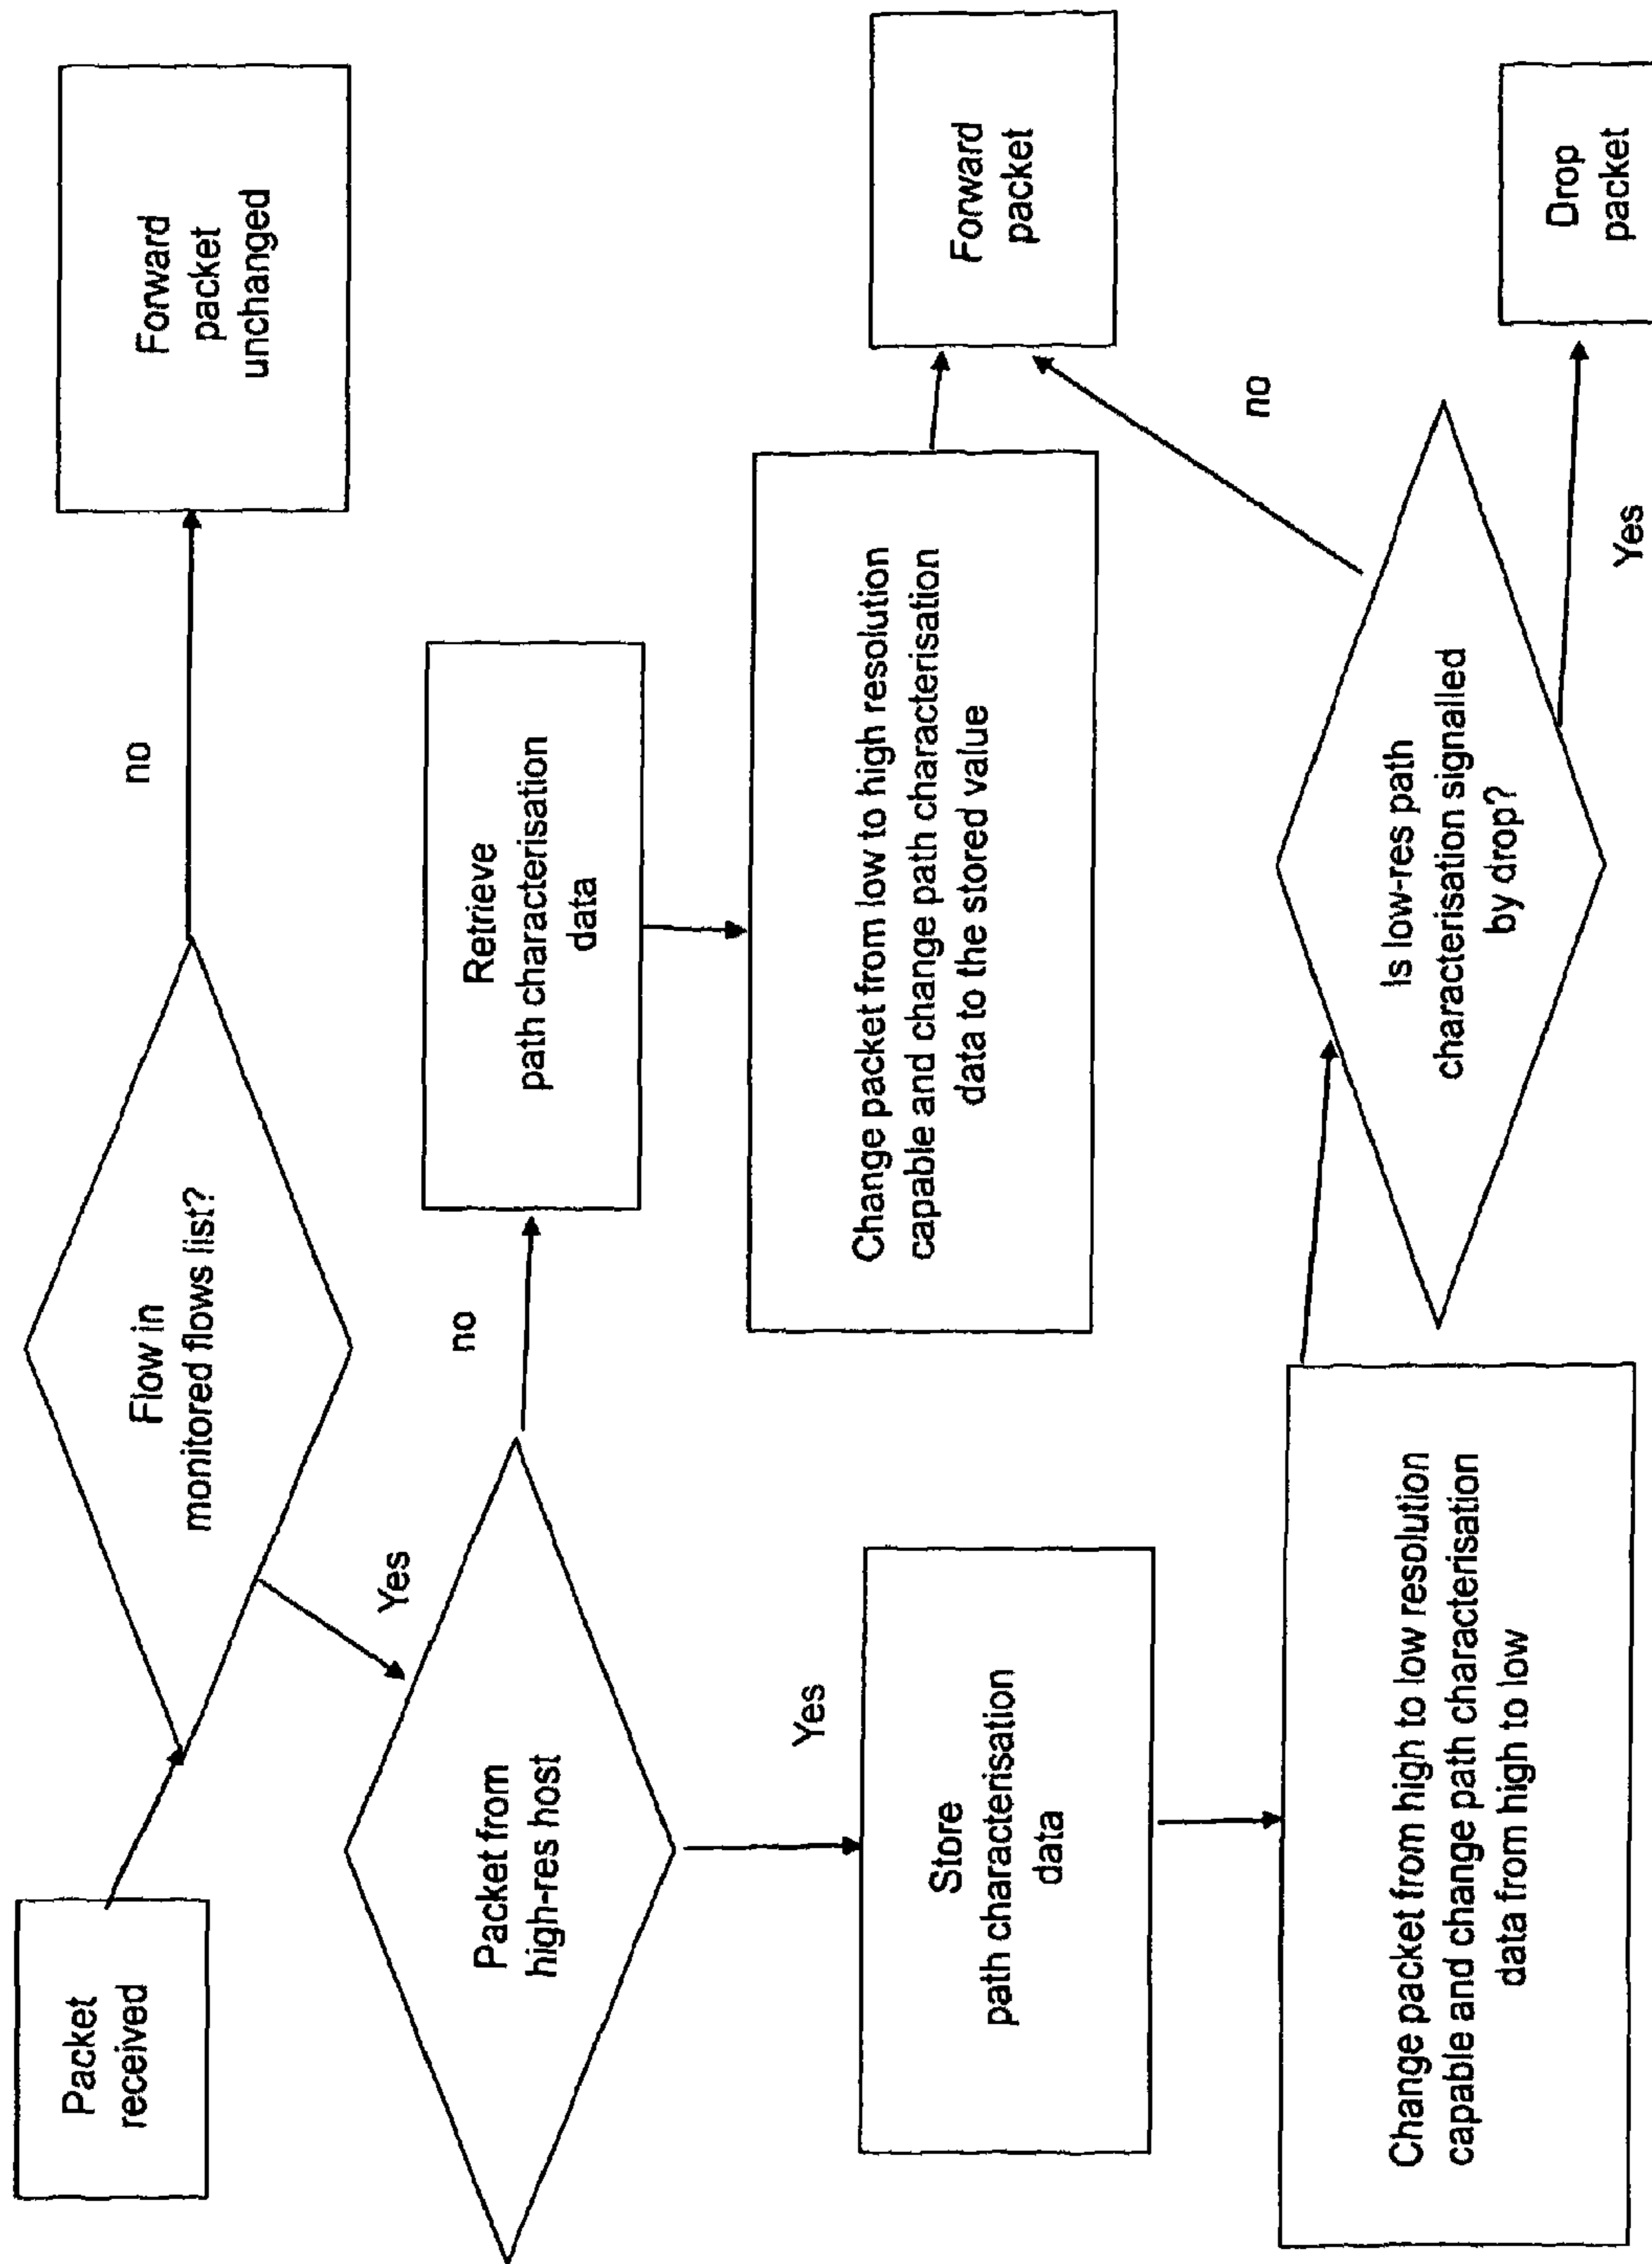 Packet
received
Flow in
monitored flows list?
no
Forward
packet
unchanged
Yes
Packet from
high-res host
no
Retrieve
path characterisation
data
Change packet from low to high resolution
capable and change path characterisation
data to the stored value
Forward
packet
Yes
Store
path characterisation
data
Change packet from high to low resolution
capable and change path characterisation
data from high to low
Is low-res path
characterisation signalled
by drop?
no
Yes
Drop
packet